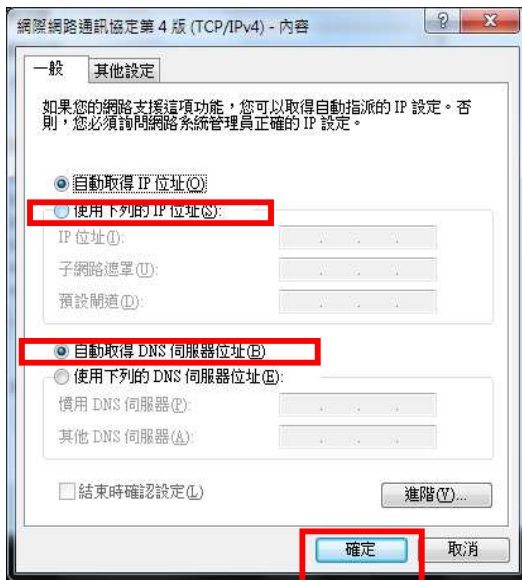 網際網路通訊協定第 4 版 (TCP/IPv4) - 內容
一般
其他設定
如果您的網路支援這項功能，您可以取得自動指派的 IP 設定。否
則，您必須詢問網路系統管理員正確的 IP 設定。
自動取得 IP 位址(O)
使用下列的 IP 位址(S):
IP 位址(I):
子網路遮罩(U):
預設閘道(D):
自動取得 DNS 伺服器位址(B)
使用下列的 DNS 伺服器位址(E):
慣用 DNS 伺服器(P):
其他 DNS 伺服器(A):
結束時確認設定(L)
進階(V)...
確定
取消